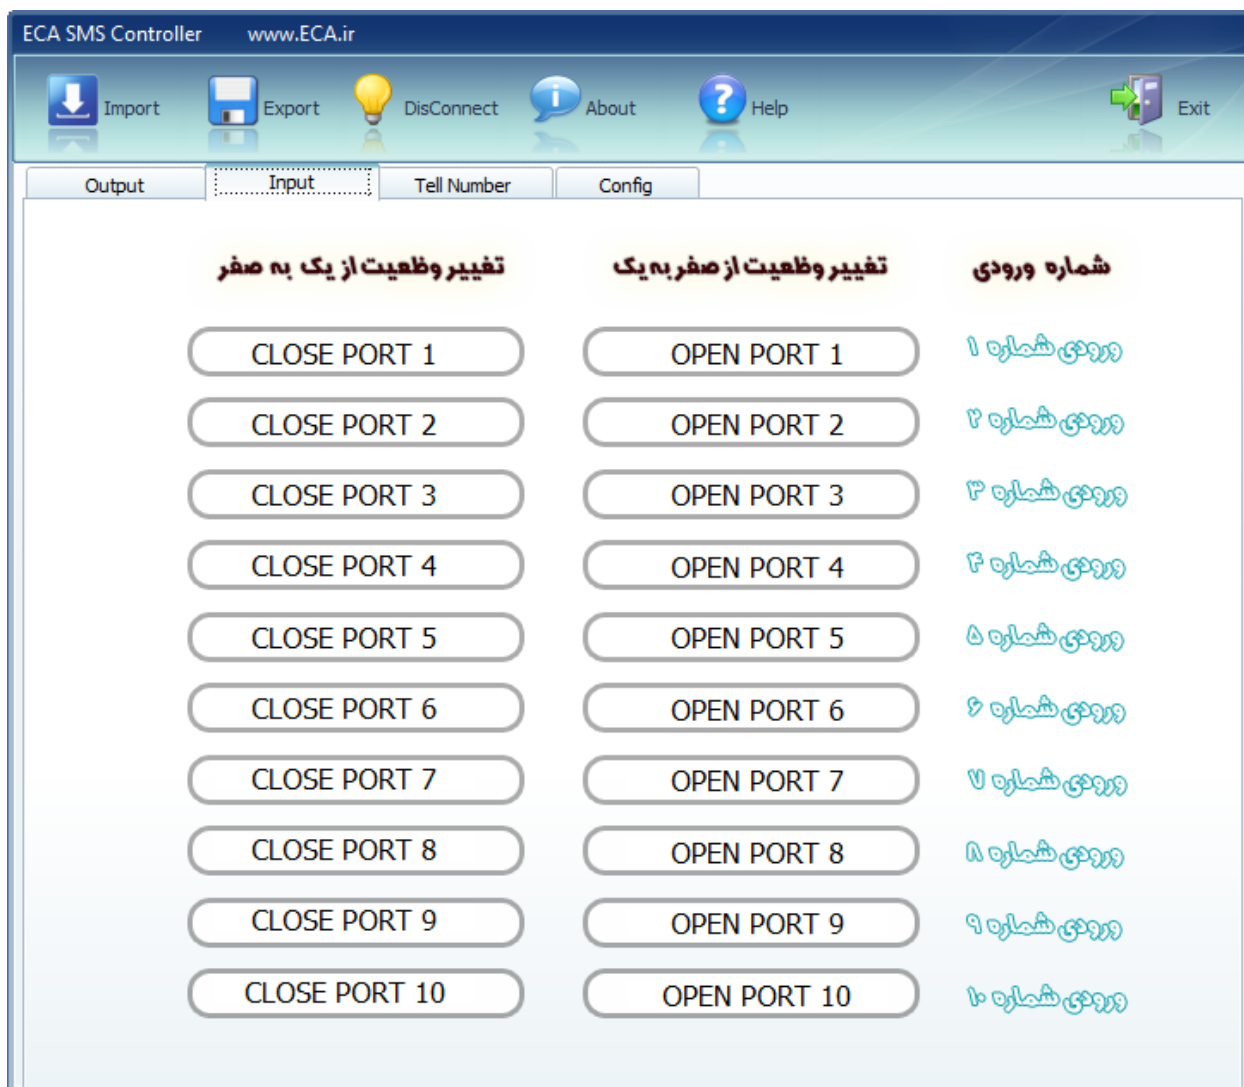 ECA SMS Controller www.ECA.ir
Import Export DisConnect About Help Exit
Output Input Tell Number Config
شماره ورودی تغییر وظعیت از صفر به یک تغییر وظعیت از یک به صفر
ورودی شماره ۱ OPEN PORT 1 CLOSE PORT 1
ورودی شماره ۲ OPEN PORT 2 CLOSE PORT 2
ورودی شماره ۳ OPEN PORT 3 CLOSE PORT 3
ورودی شماره ۴ OPEN PORT 4 CLOSE PORT 4
ورودی شماره ۵ OPEN PORT 5 CLOSE PORT 5
ورودی شماره ۶ OPEN PORT 6 CLOSE PORT 6
ورودی شماره ۷ OPEN PORT 7 CLOSE PORT 7
ورودی شماره ۸ OPEN PORT 8 CLOSE PORT 8
ورودی شماره ۹ OPEN PORT 9 CLOSE PORT 9
ورودی شماره ۱۰ OPEN PORT 10 CLOSE PORT 10